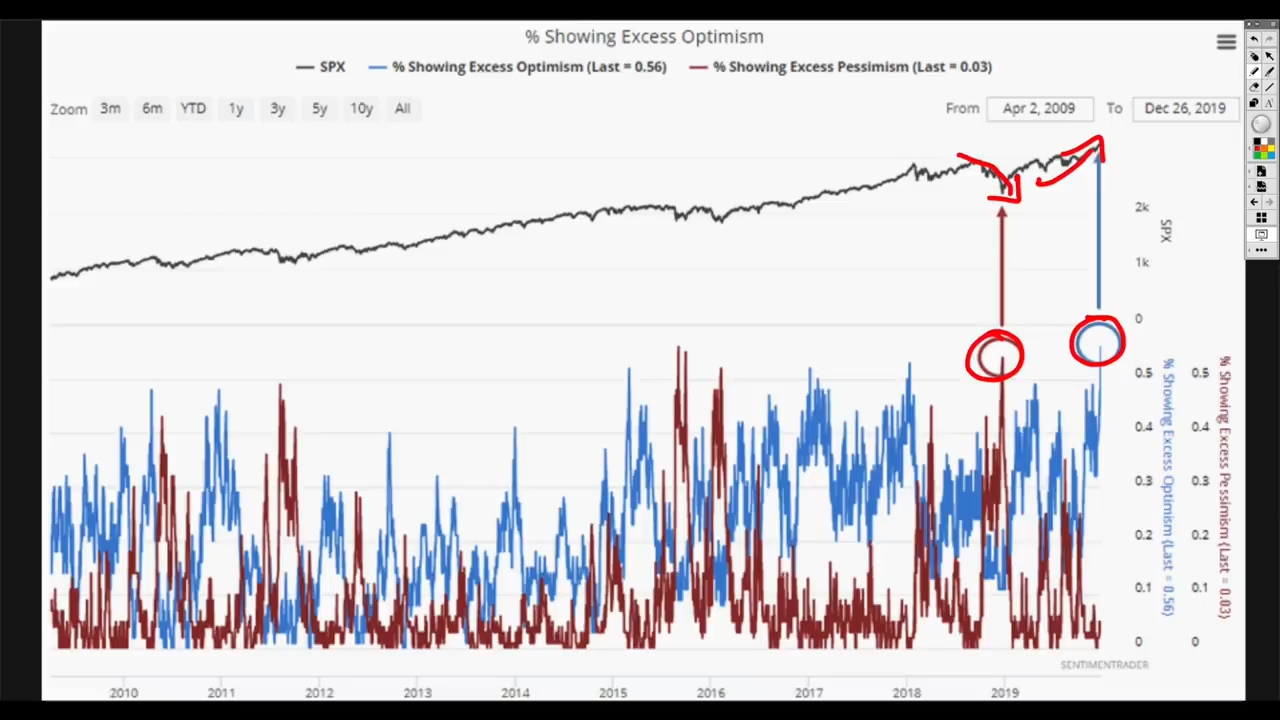 % Showing Excess Optimism
SPX % Showing Excess Optimism (Last = 0.56) % Showing Excess Pessimism (Last = 0.03)
Zoom 3m 6m YTD 1y 3y 5y 10y All From Apr 2, 2009 To Dec 26, 2019
2k
1k
0
SPX
0.5 0.5
0.4 0.4
0.3 0.3
0.2 0.2
0.1 0.1
0 0
% Showing Excess Optimism (Last = 0.56)
% Showing Excess Pessimism (Last = 0.03)
SENTIMENTRADER
2010 2011 2012 2013 2014 2015 2016 2017 2018 2019